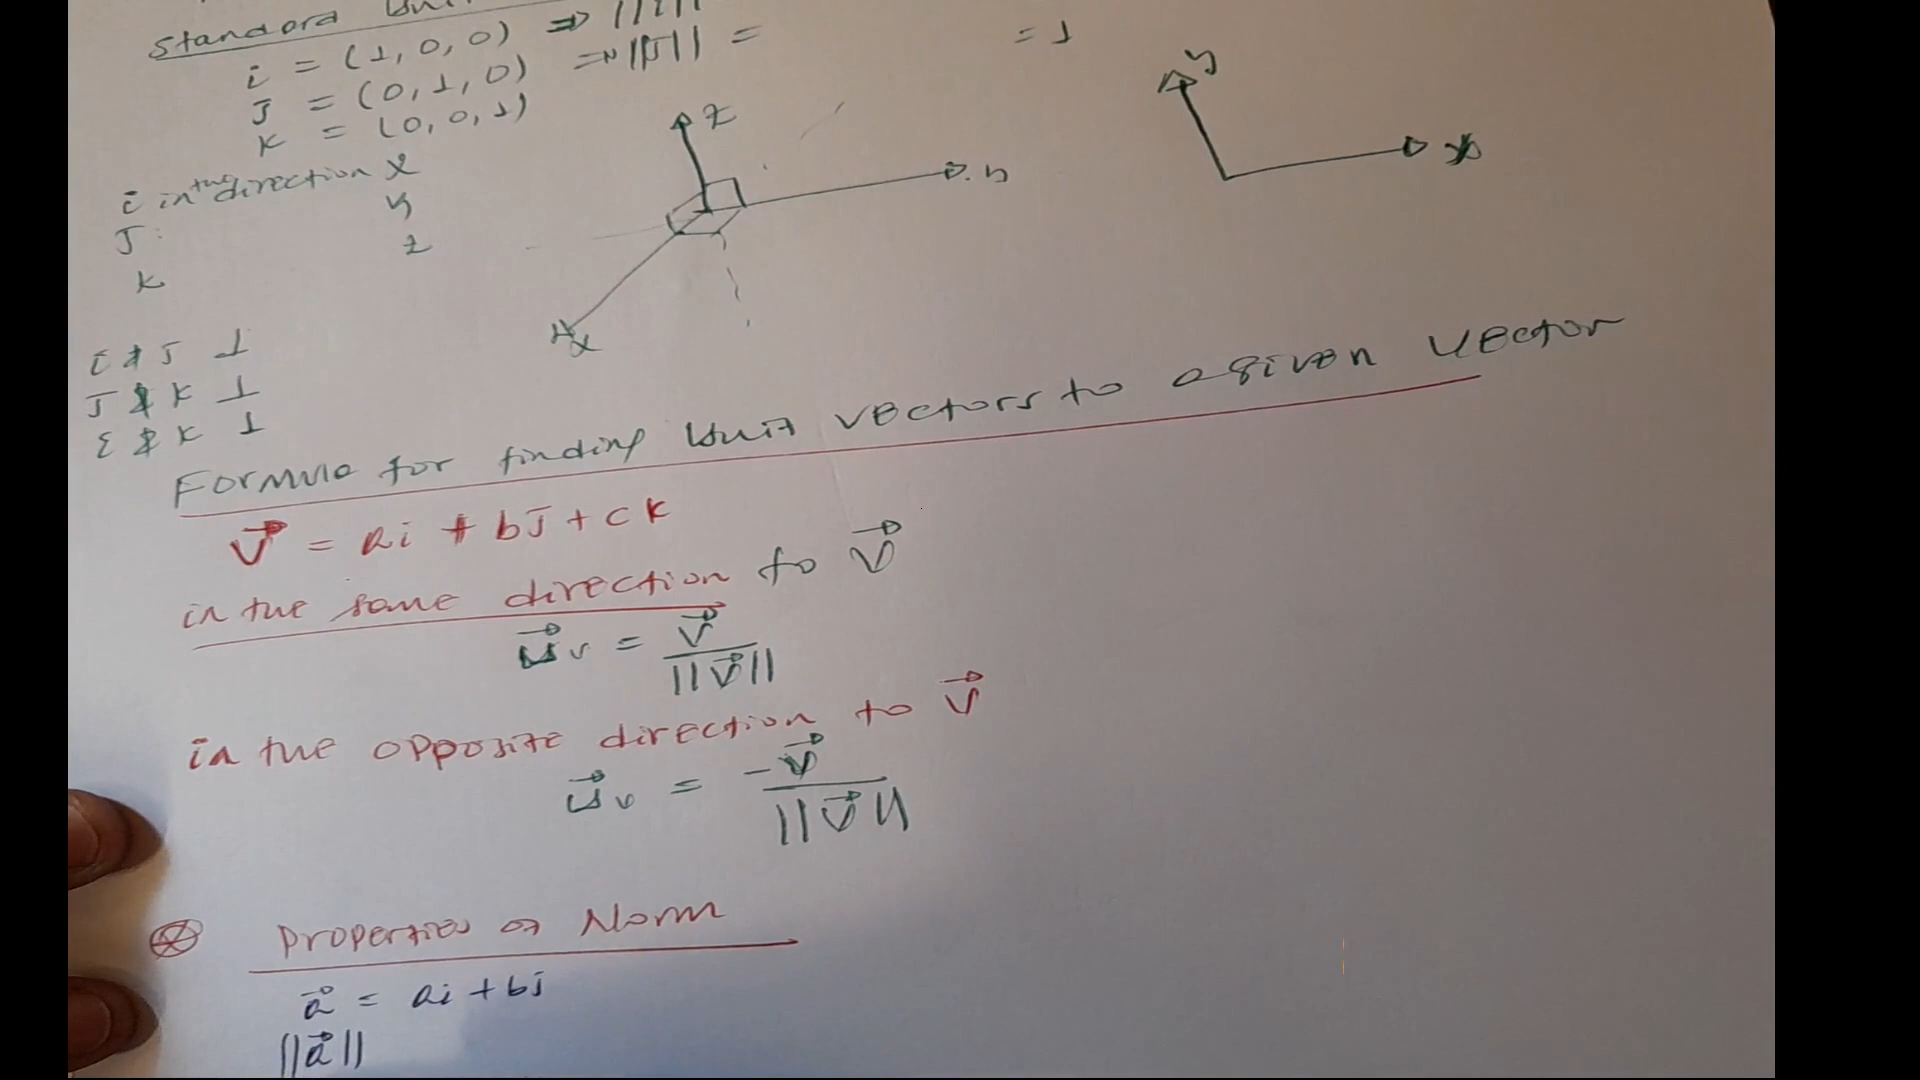 Standard Unit
i = (1, 0, 0) ⇒ ||i||
J = (0, 1, 0) ⇒ ||J|| = = 1
k = (0, 0, 1)
i in the direction x
J y
k z
z
y
x
y
x
i & J ⊥
J & k ⊥
i & k ⊥
Formula for finding Unit vectors to a given vector
v⃗ = ai + bJ + ck
in the same direction to v⃗
u⃗v = v⃗ / ||v⃗||
in the opposite direction to v⃗
u⃗v = -v⃗ / ||v⃗||
Properties of Norm
a⃗ = ai + bj
||a⃗||